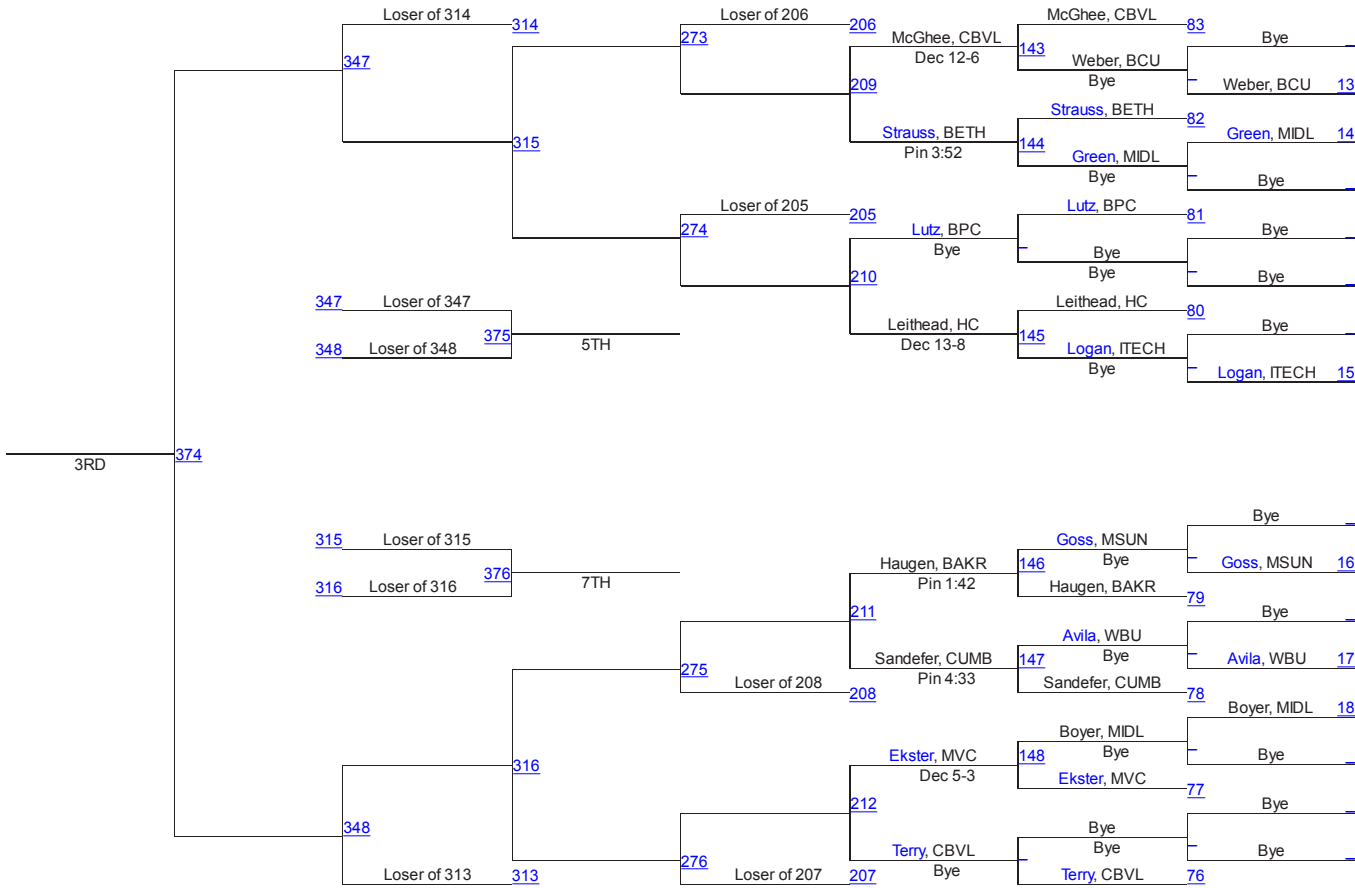 Loser of 314 314 Loser of 206 206 McGhee, CBVL 83
273 McGhee, CBVL Bye
347 Dec 12-6 143 Weber, BCU
Bye
209 Weber, BCU 13
Strauss, BETH 82
315 Strauss, BETH 144 Green, MIDL 14
Pin 3:52 Green, MIDL
Bye Bye
Loser of 205 205 Lutz, BPC 81
274 Lutz, BPC Bye
Bye Bye
210 Bye Bye
347 Loser of 347 Leithead, HC 80
375 5TH Leithead, HC 145 Bye
348 Loser of 348 Dec 13-8 Logan, ITECH
Bye Logan, ITECH 15
374
3RD
Bye
315 Loser of 315 Goss, MSUN
376 7TH Haugen, BAKR 146 Bye Goss, MSUN 16
316 Loser of 316 Pin 1:42 Haugen, BAKR 79
211 Bye
Avila, WBU
275 Sandefer, CUMB 147 Bye Avila, WBU 17
Loser of 208 208 Pin 4:33 Sandefer, CUMB 78
Boyer, MIDL 18
Boyer, MIDL
316 Ekster, MVC 148 Bye Bye
Dec 5-3 Ekster, MVC 77
212 Bye
348 Bye
276 Terry, CBVL Bye Bye
Loser of 313 313 Loser of 207 207 Bye Terry, CBVL 76